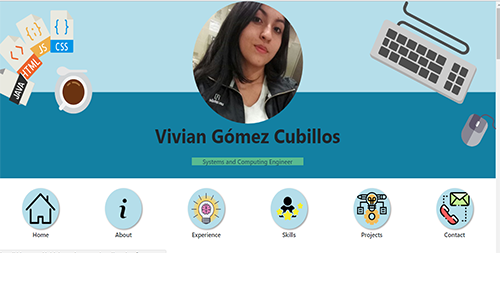 JAVA
HTML
JS
CSS
Vivian Gómez Cubillos
Systems and Computing Engineer
Home
About
Experience
Skills
Projects
Contact